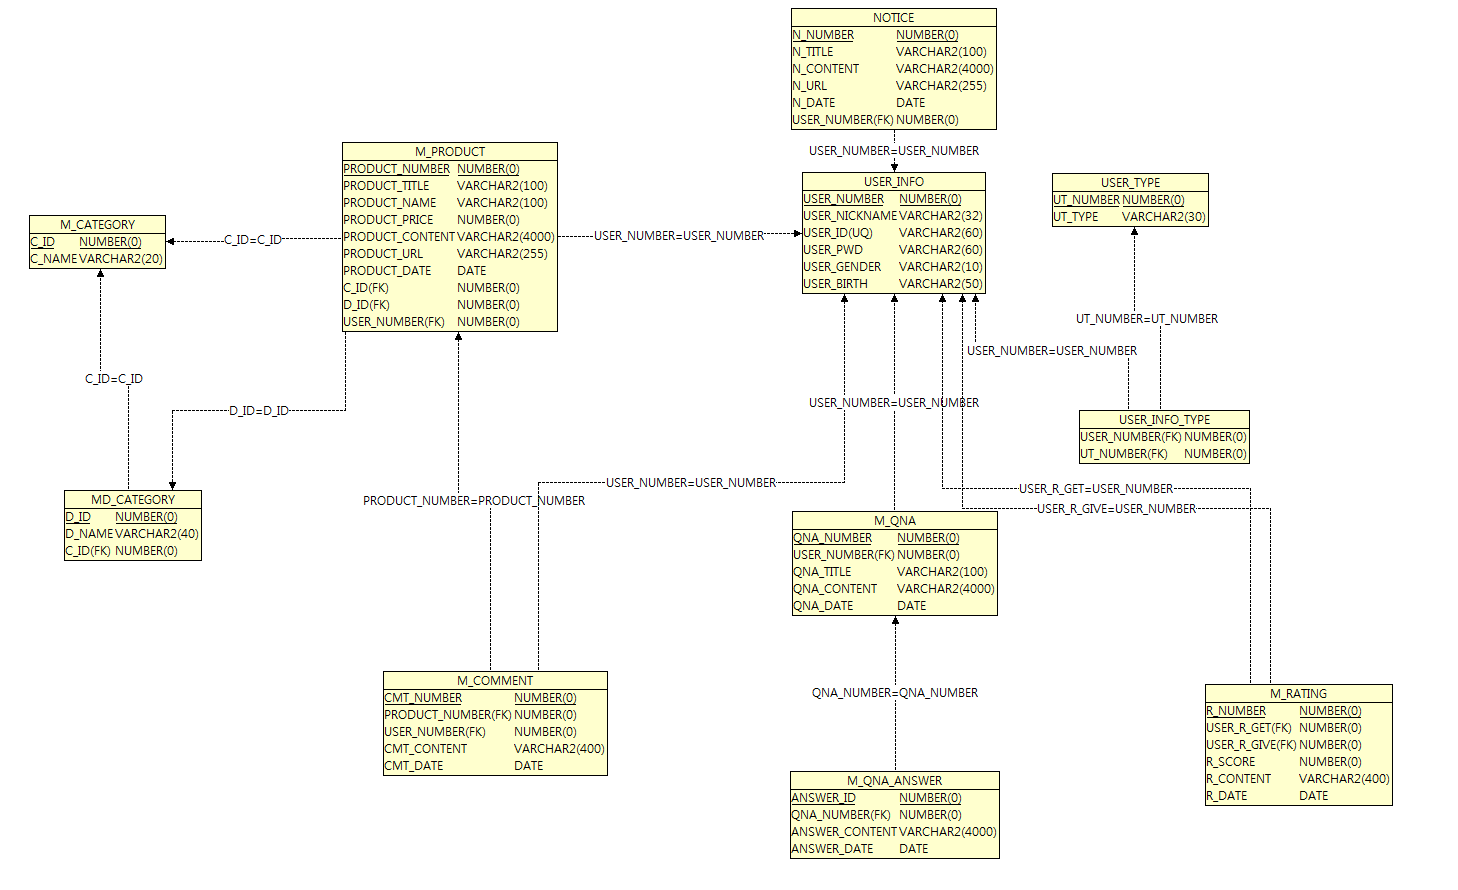 NOTICE
N_NUMBER NUMBER(0)
N_TITLE VARCHAR2(100)
N_CONTENT VARCHAR2(4000)
N_URL VARCHAR2(255)
N_DATE DATE
USER_NUMBER(FK) NUMBER(0)
USER_NUMBER=USER_NUMBER
M_PRODUCT
PRODUCT_NUMBER NUMBER(0)
PRODUCT_TITLE VARCHAR2(100)
PRODUCT_NAME VARCHAR2(100)
PRODUCT_PRICE NUMBER(0)
PRODUCT_CONTENT VARCHAR2(4000)
PRODUCT_URL VARCHAR2(255)
PRODUCT_DATE DATE
C_ID(FK) NUMBER(0)
D_ID(FK) NUMBER(0)
USER_NUMBER(FK) NUMBER(0)
USER_NUMBER=USER_NUMBER
USER_INFO
USER_NUMBER NUMBER(0)
USER_NICKNAME VARCHAR2(32)
USER_ID(UQ) VARCHAR2(60)
USER_PWD VARCHAR2(60)
USER_GENDER VARCHAR2(10)
USER_BIRTH VARCHAR2(50)
USER_TYPE
UT_NUMBER NUMBER(0)
UT_TYPE VARCHAR2(30)
M_CATEGORY
C_ID NUMBER(0)
C_NAME VARCHAR2(20)
C_ID=C_ID
UT_NUMBER=UT_NUMBER
USER_NUMBER=USER_NUMBER
C_ID=C_ID
D_ID=D_ID
USER_NUMBER=USER_NUMBER
USER_INFO_TYPE
USER_NUMBER(FK) NUMBER(0)
UT_NUMBER(FK) NUMBER(0)
USER_NUMBER=USER_NUMBER
USER_R_GET=USER_NUMBER
USER_R_GIVE=USER_NUMBER
PRODUCT_NUMBER=PRODUCT_NUMBER
MD_CATEGORY
D_ID NUMBER(0)
D_NAME VARCHAR2(40)
C_ID(FK) NUMBER(0)
M_QNA
QNA_NUMBER NUMBER(0)
USER_NUMBER(FK) NUMBER(0)
QNA_TITLE VARCHAR2(100)
QNA_CONTENT VARCHAR2(4000)
QNA_DATE DATE
M_COMMENT
CMT_NUMBER NUMBER(0)
PRODUCT_NUMBER(FK) NUMBER(0)
USER_NUMBER(FK) NUMBER(0)
CMT_CONTENT VARCHAR2(400)
CMT_DATE DATE
QNA_NUMBER=QNA_NUMBER
M_RATING
R_NUMBER NUMBER(0)
USER_R_GET(FK) NUMBER(0)
USER_R_GIVE(FK) NUMBER(0)
R_SCORE NUMBER(0)
R_CONTENT VARCHAR2(400)
R_DATE DATE
M_QNA_ANSWER
ANSWER_ID NUMBER(0)
QNA_NUMBER(FK) NUMBER(0)
ANSWER_CONTENT VARCHAR2(4000)
ANSWER_DATE DATE